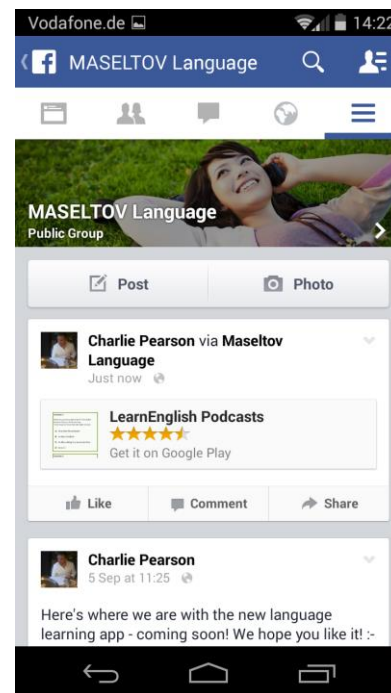 Vodafone.de 14:22
MASELTOV Language
MASELTOV Language
Public Group
Post Photo
Charlie Pearson via Maseltov
Language
Just now
LearnEnglish Podcasts
Get it on Google Play
Like Comment Share
Charlie Pearson
5 Sep at 11:25
Here's where we are with the new language
learning app - coming soon! We hope you like it! :-